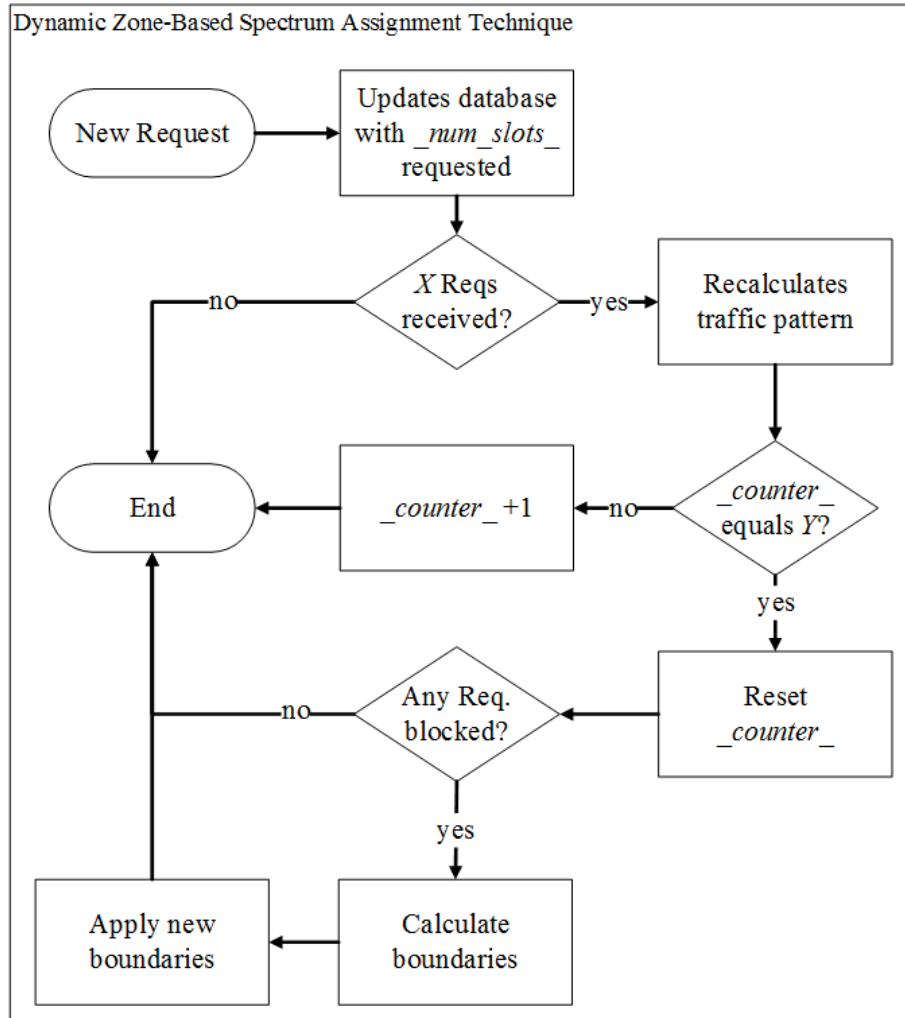 Dynamic Zone-Based Spectrum Assignment Technique
New Request
Updates database
with _num_slots_
requested
X Reqs
received?
no
yes
Recalculates
traffic pattern
_counter_
equals Y?
no
_counter_ +1
End
yes
Reset
_counter_
Any Req.
blocked?
no
yes
Calculate
boundaries
Apply new
boundaries